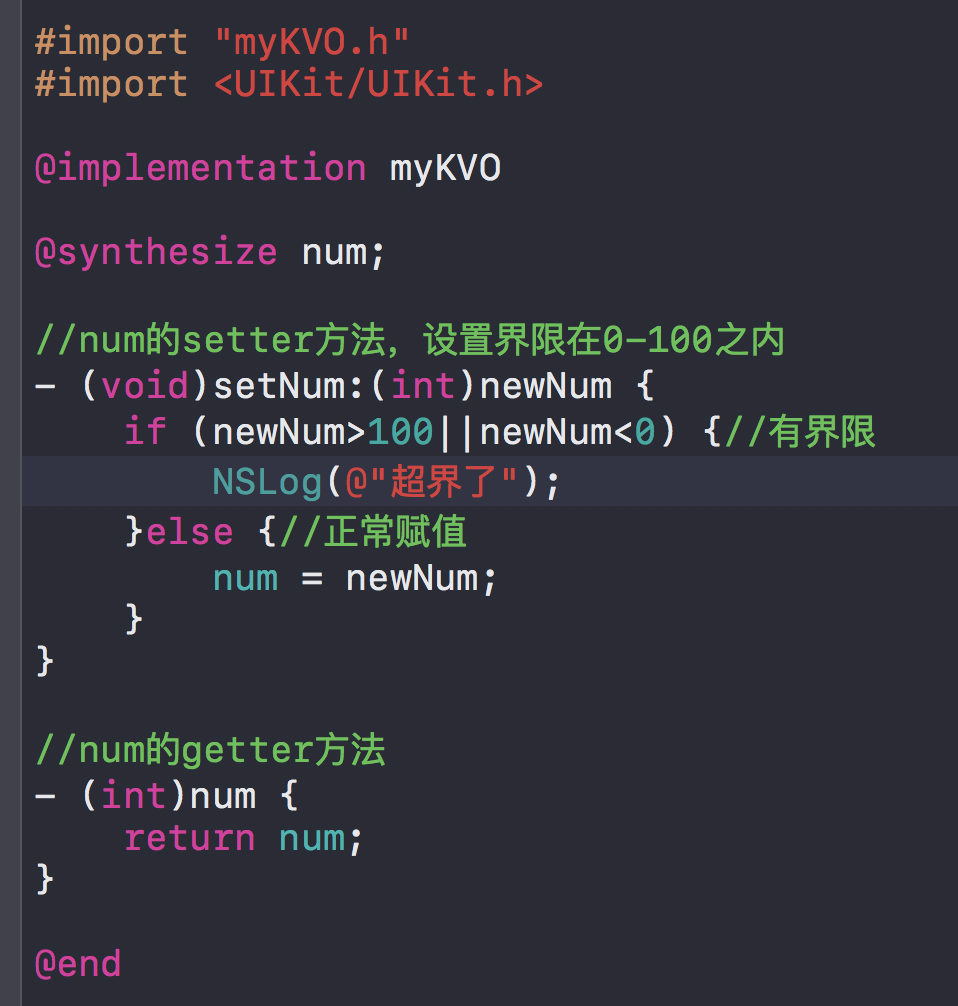 #import "myKVO.h"
#import <UIKit/UIKit.h>
@implementation myKVO
@synthesize num;
//num的setter方法，设置界限在0-100之内
- (void)setNum:(int)newNum {
if (newNum>100||newNum<0) {//有界限
NSLog(@"超界了");
}else {//正常赋值
num = newNum;
}
}
//num的getter方法
- (int)num {
return num;
}
@end